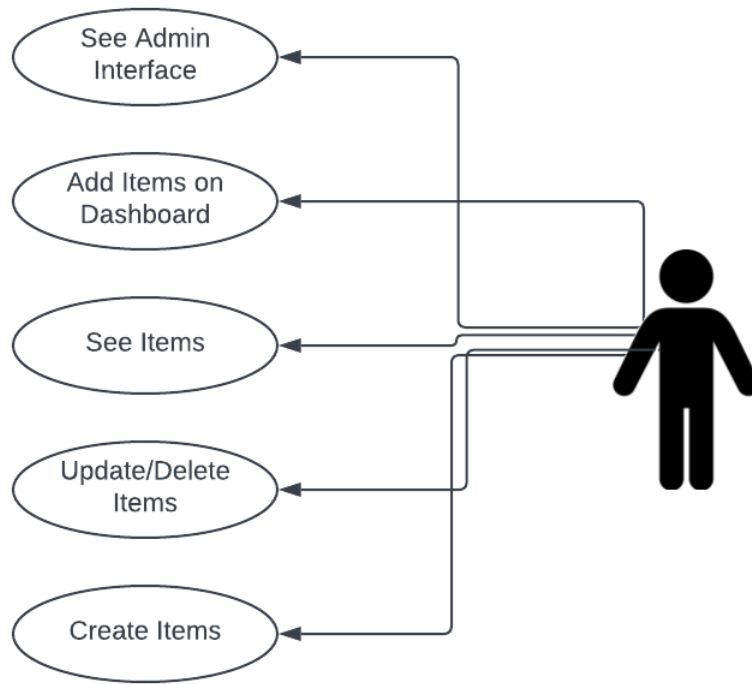 See Admin
Interface
Add Items on
Dashboard
See Items
Update/Delete
Items
Create Items